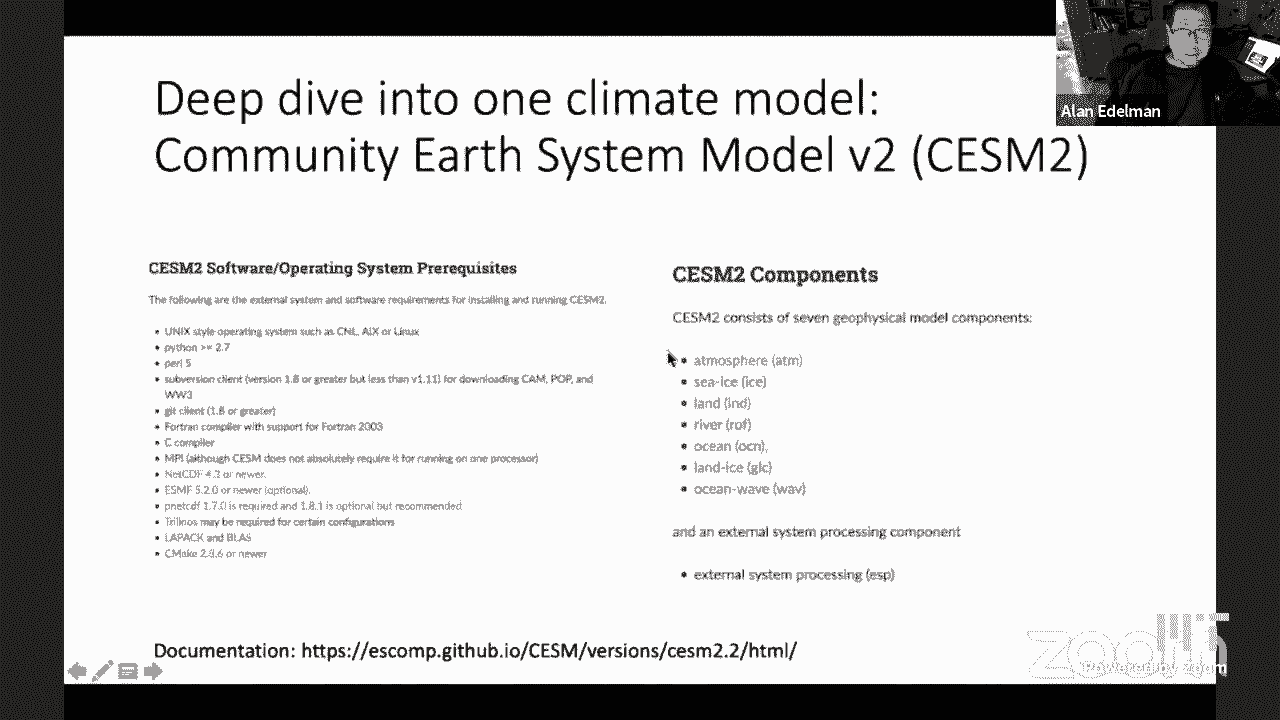 Deep dive into one climate model:
Community Earth System Model v2 (CESM2)
Alan Edelman
CESM2 Software/Operating System Prerequisites
The following are the external system and software requirements for installing and running CESM2.
• UNIX style operating system such as CNL, AIX or Linux
• python >= 2.7
• perl 5
• subversion client (version 1.8 or greater but less than v1.11) for downloading CAM, POP, and
WW3
• git client (1.8 or greater)
• Fortran compiler with support for Fortran 2003
• C compiler
• MPI (although CESM does not absolutely require it for running on one processor)
• NetCDF 4.2 or newer.
• ESMF 5.2.0 or newer (optional).
• pnetcdf 1.7.0 is required and 1.8.1 is optional but recommended
• Trilinos may be required for certain configurations
• LAPACK and BLAS
• CMake 2.8.6 or newer
CESM2 Components
CESM2 consists of seven geophysical model components:
• atmosphere (atm)
• sea-ice (ice)
• land (lnd)
• river (rof)
• ocean (ocn),
• land-ice (glc)
• ocean-wave (wav)
and an external system processing component
• external system processing (esp)
Documentation: https://escomp.github.io/CESM/versions/cesm2.2/html/
zoom
Powered by Zoom